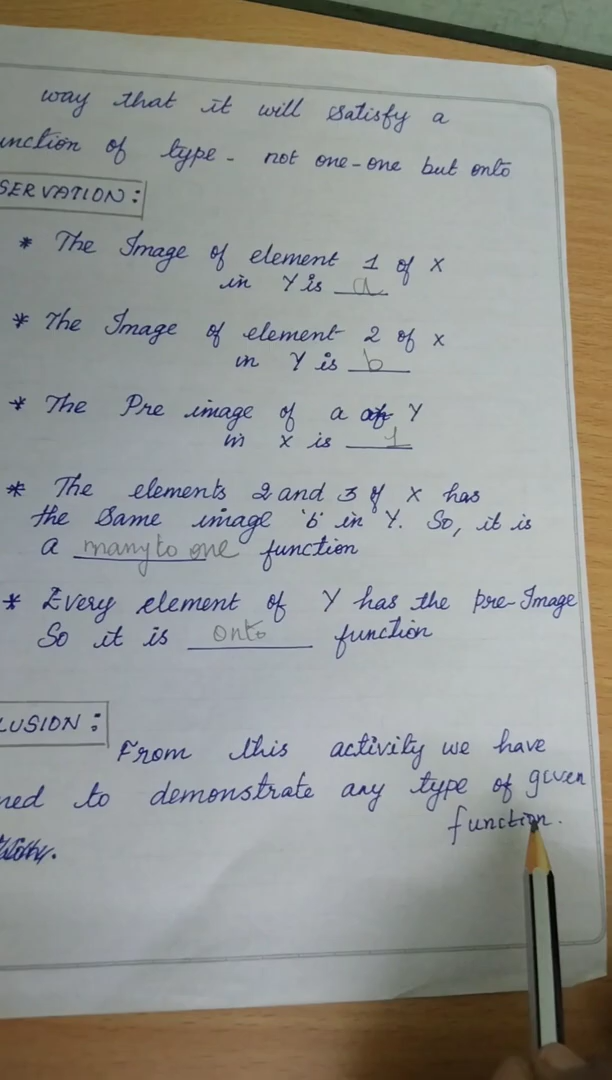 way that it will satisfy a
unction of type - not one-one but onto
SERVATION:
* The Image of element 1 of X
in Y is a
* The Image of element 2 of X
in Y is b
* The Pre image of a of Y
in X is 1
* The elements 2 and 3 of X has
the Same image 'b' in Y. So, it is
a many to one function
* Every element of Y has the pre-Image
So it is onto function
LUSION:
From this activity we have
ned to demonstrate any type of given
function.